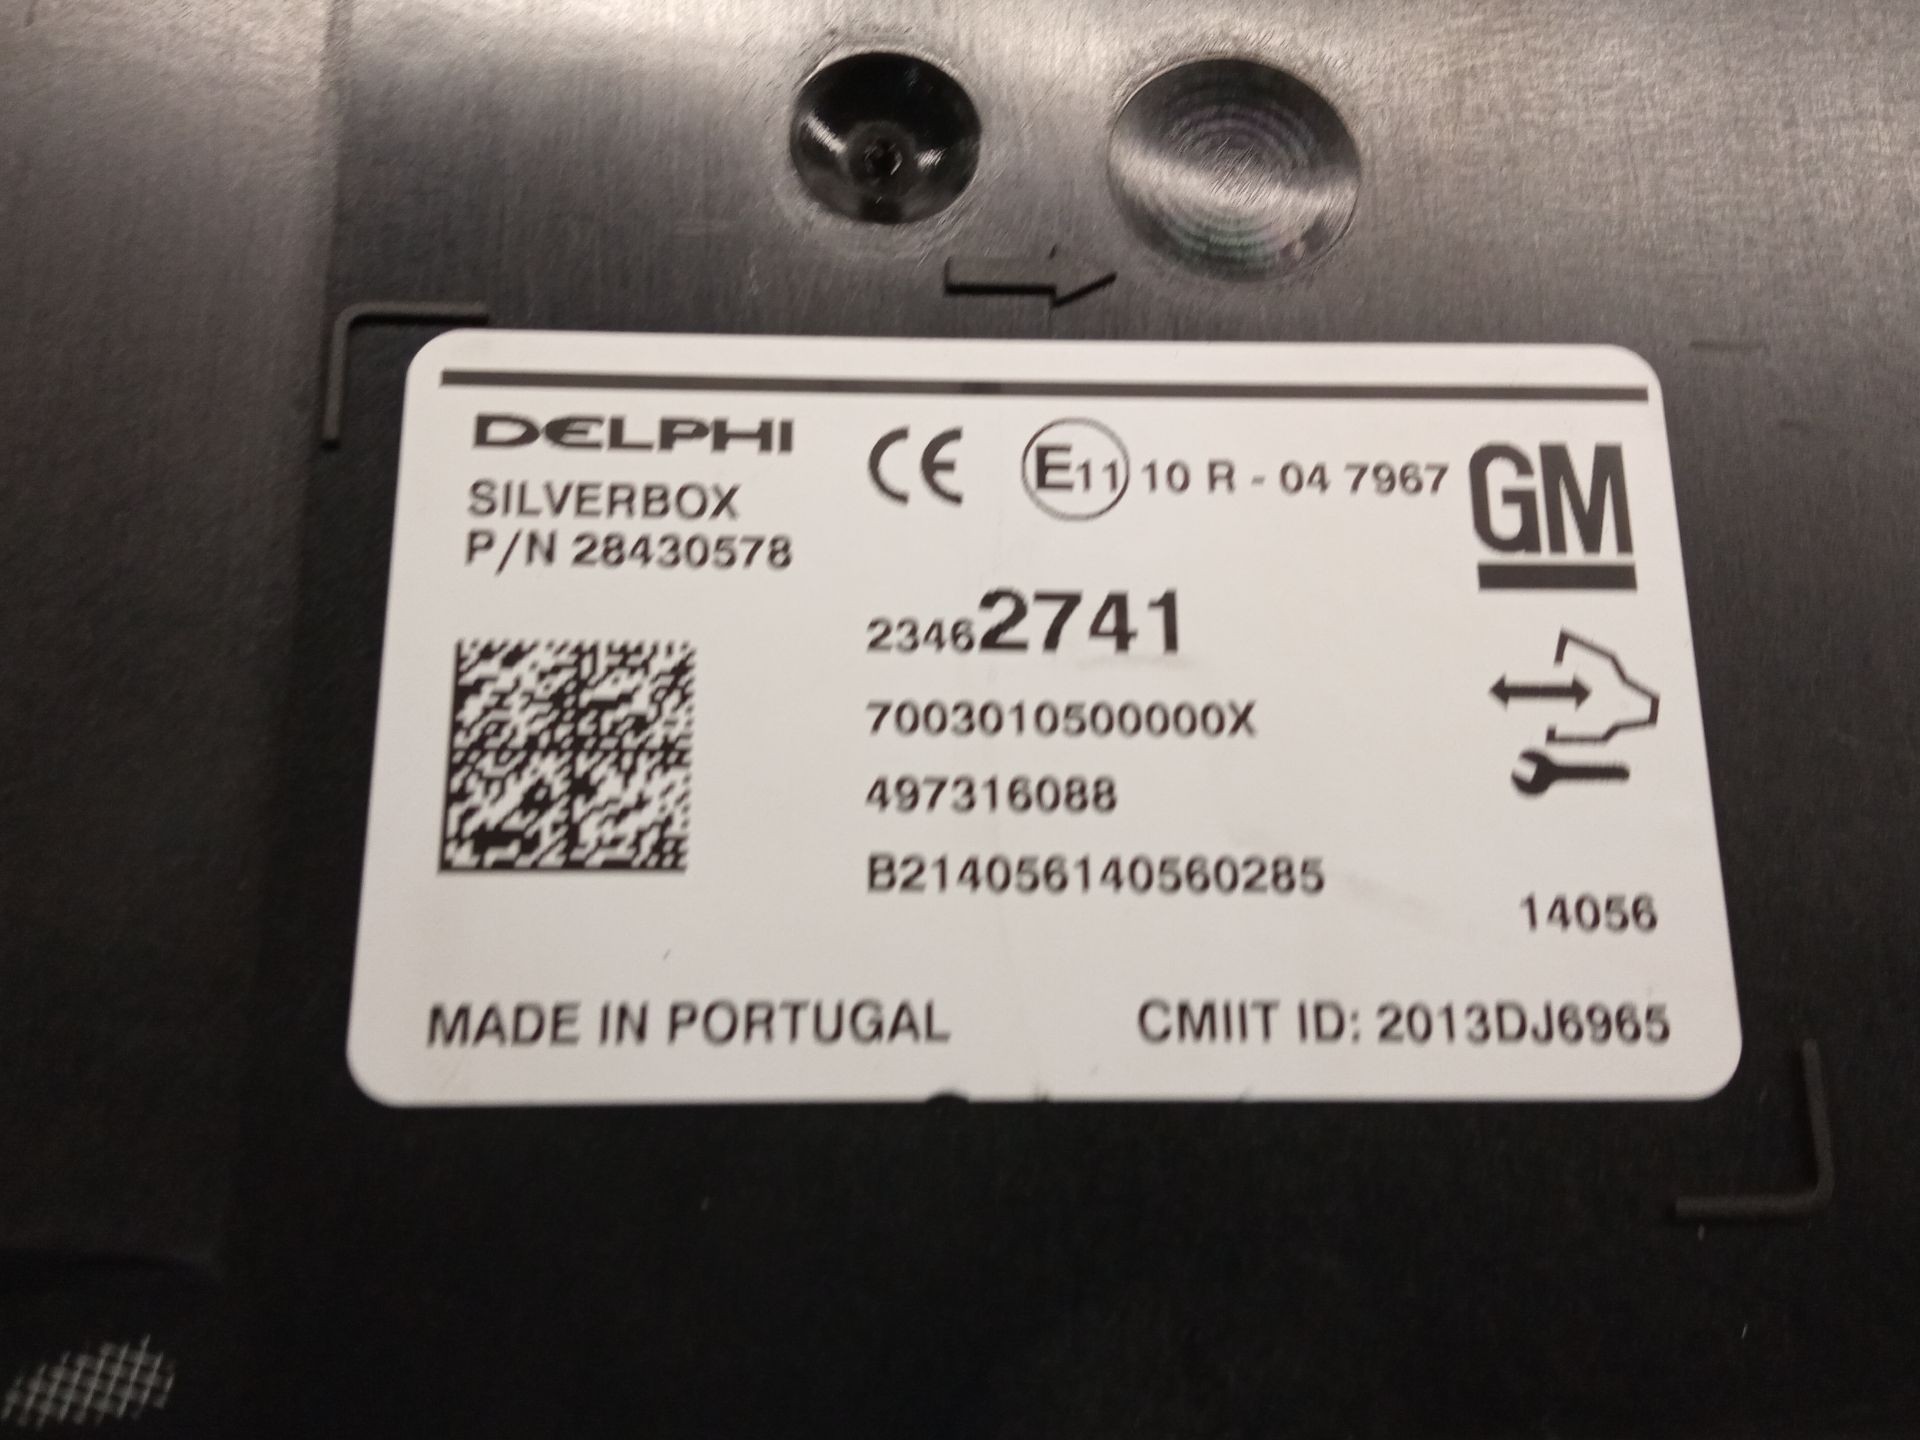 DELPHI
SILVERBOX
P/N 28430578
CE
E11 10 R - 04 7967
GM
23462741
7003010500000X
497316088
B214056140560285
14056
MADE IN PORTUGAL
CMIIT ID: 2013DJ6965